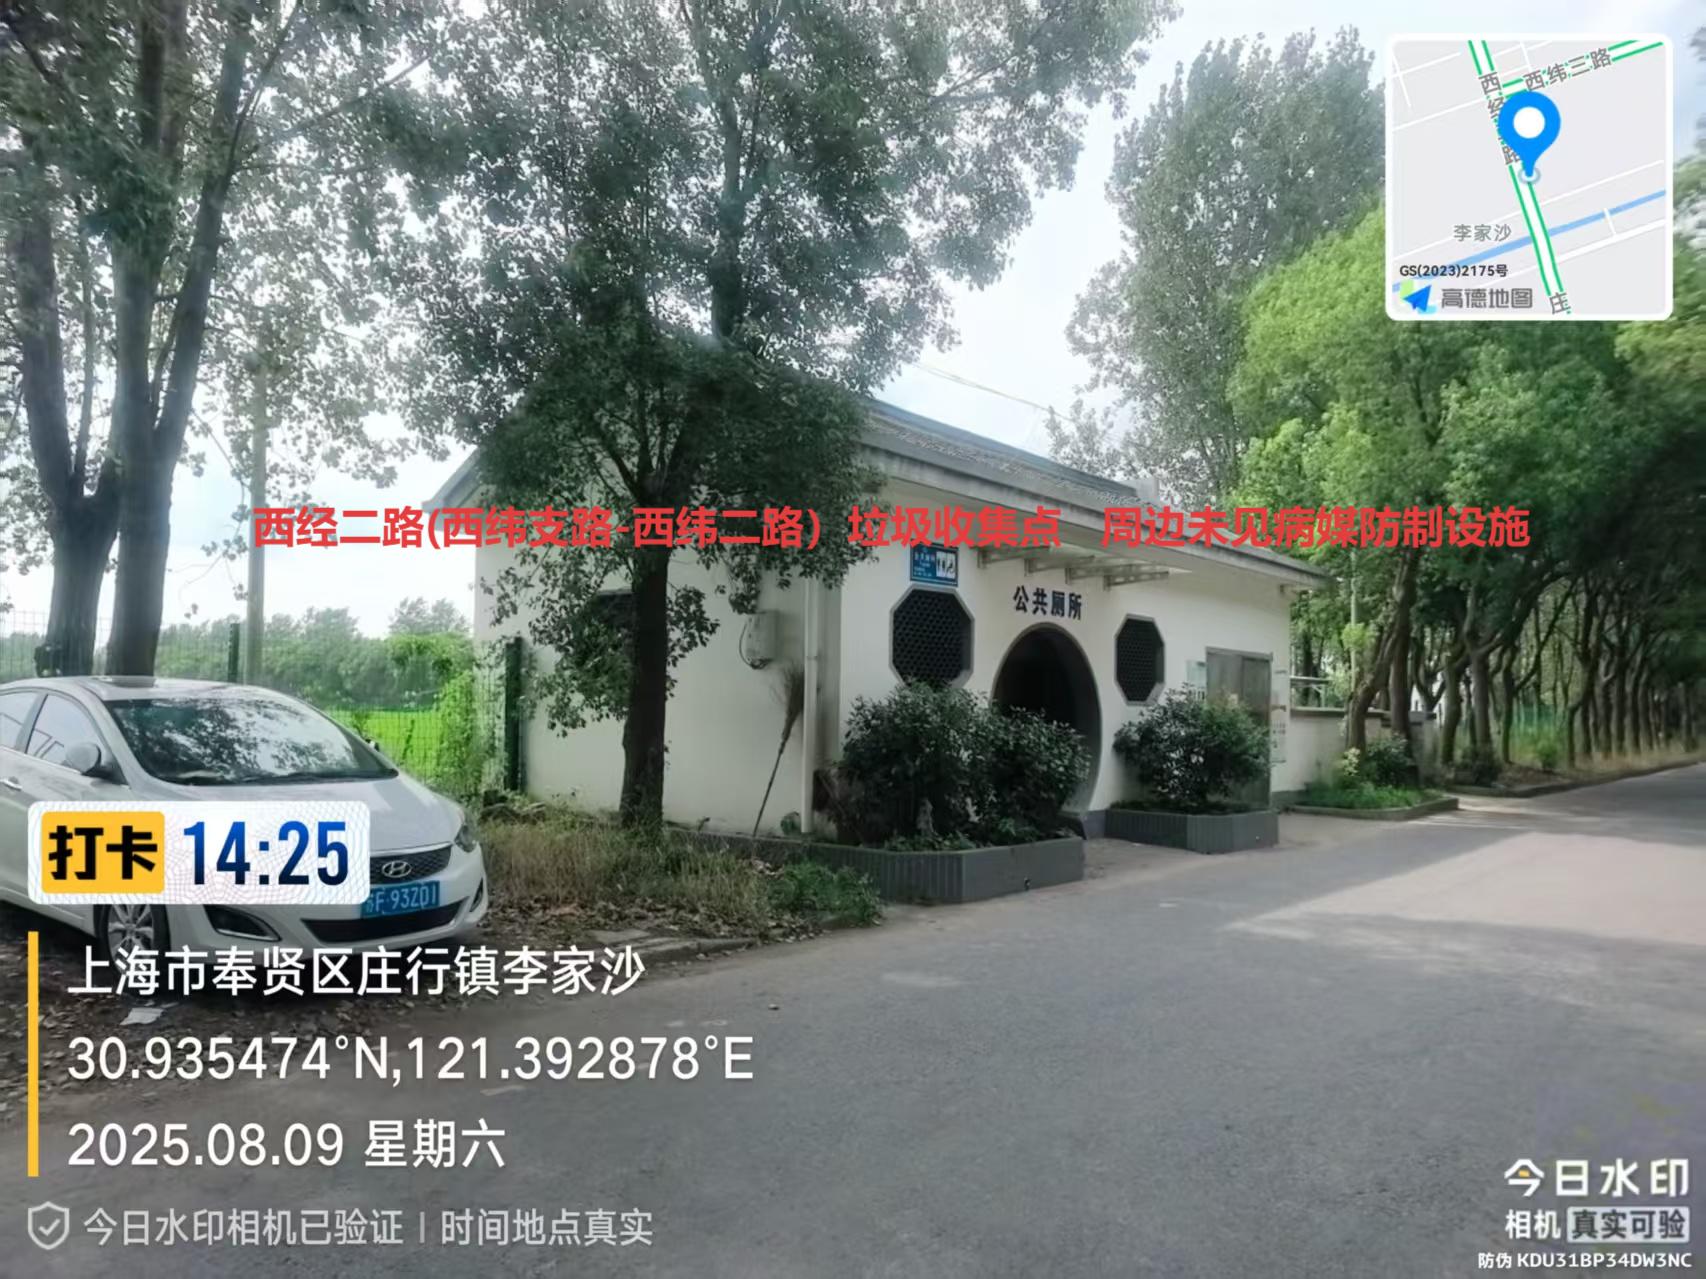 西纬三路
西经二路
李家沙
GS(2023)2175号
高德地图
庄
西经二路(西纬支路-西纬二路）垃圾收集点　周边未见病媒防制设施
公共厕所
打卡 14:25
苏F·93Z01
上海市奉贤区庄行镇李家沙
30.935474°N,121.392878°E
2025.08.09 星期六
今日水印相机已验证 | 时间地点真实
今日水印
相机 真实可验
防伪 KDU31BP34DW3NC